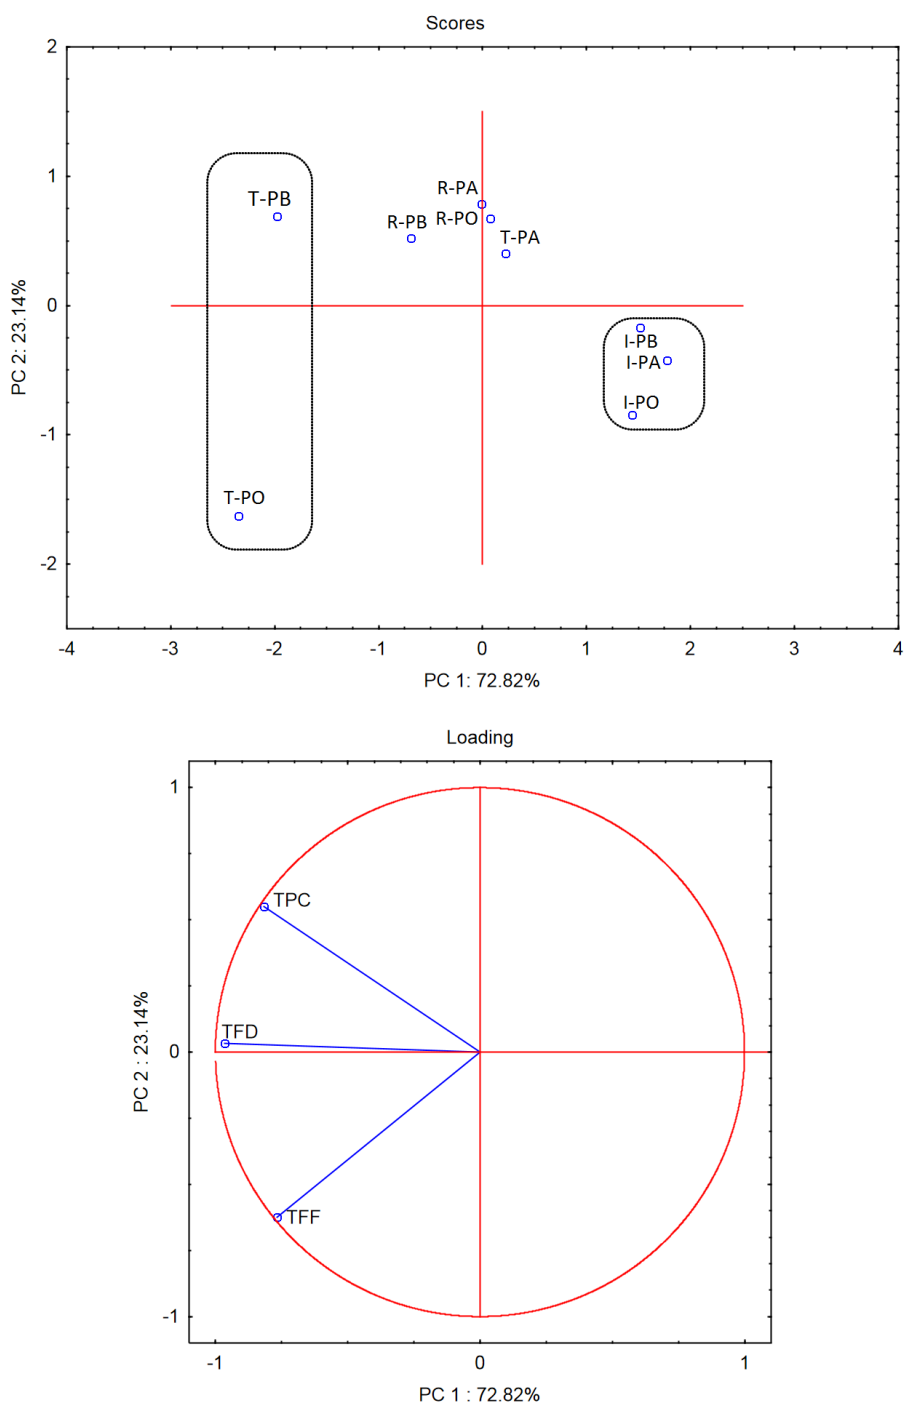 Scores
2
1
0
-1
-2
PC 2: 23.14%
T-PB
R-PA
R-PB
R-PO
T-PA
I-PB
I-PA
I-PO
T-PO
-4
-3
-2
-1
0
1
2
3
4
PC 1: 72.82%
Loading
1
0
-1
PC 2 : 23.14%
TPC
TFD
TFF
-1
0
1
PC 1 : 72.82%